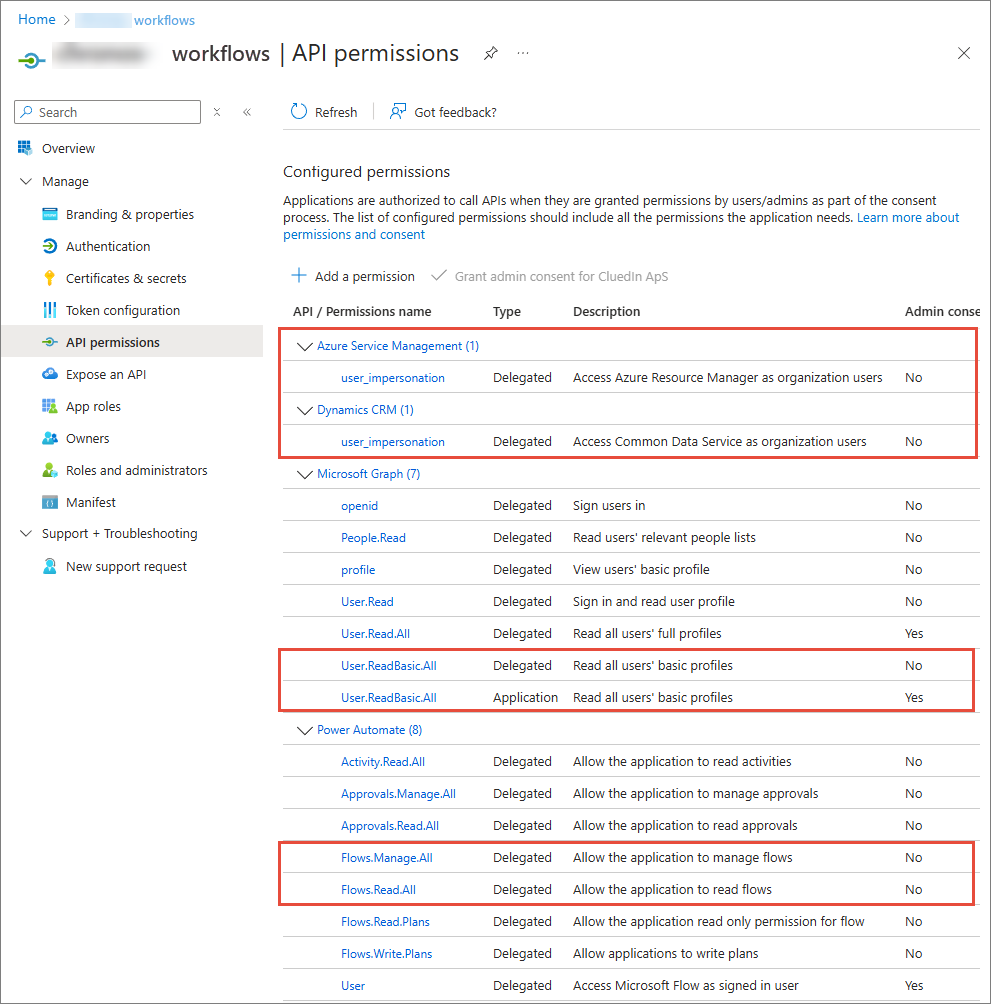 Home > workflows
workflows | API permissions
Search
Refresh | Got feedback?
Overview
Manage
Branding & properties
Authentication
Certificates & secrets
Token configuration
API permissions
Expose an API
App roles
Owners
Roles and administrators
Manifest
Support + Troubleshooting
New support request
Configured permissions
Applications are authorized to call APIs when they are granted permissions by users/admins as part of the consent
process. The list of configured permissions should include all the permissions the application needs. Learn more about
permissions and consent
Add a permission Grant admin consent for CluedIn ApS
API / Permissions name Type Description Admin conse
Azure Service Management (1)
user_impersonation Delegated Access Azure Resource Manager as organization users No
Dynamics CRM (1)
user_impersonation Delegated Access Common Data Service as organization users No
Microsoft Graph (7)
openid Delegated Sign users in No
People.Read Delegated Read users' relevant people lists No
profile Delegated View users' basic profile No
User.Read Delegated Sign in and read user profile No
User.Read.All Delegated Read all users' full profiles Yes
User.ReadBasic.All Delegated Read all users' basic profiles No
User.ReadBasic.All Application Read all users' basic profiles Yes
Power Automate (8)
Activity.Read.All Delegated Allow the application to read activities No
Approvals.Manage.All Delegated Allow the application to manage approvals No
Approvals.Read.All Delegated Allow the application to read approvals No
Flows.Manage.All Delegated Allow the application to manage flows No
Flows.Read.All Delegated Allow the application to read flows No
Flows.Read.Plans Delegated Allow the application read only permission for flow No
Flows.Write.Plans Delegated Allow applications to write plans No
User Delegated Access Microsoft Flow as signed in user Yes